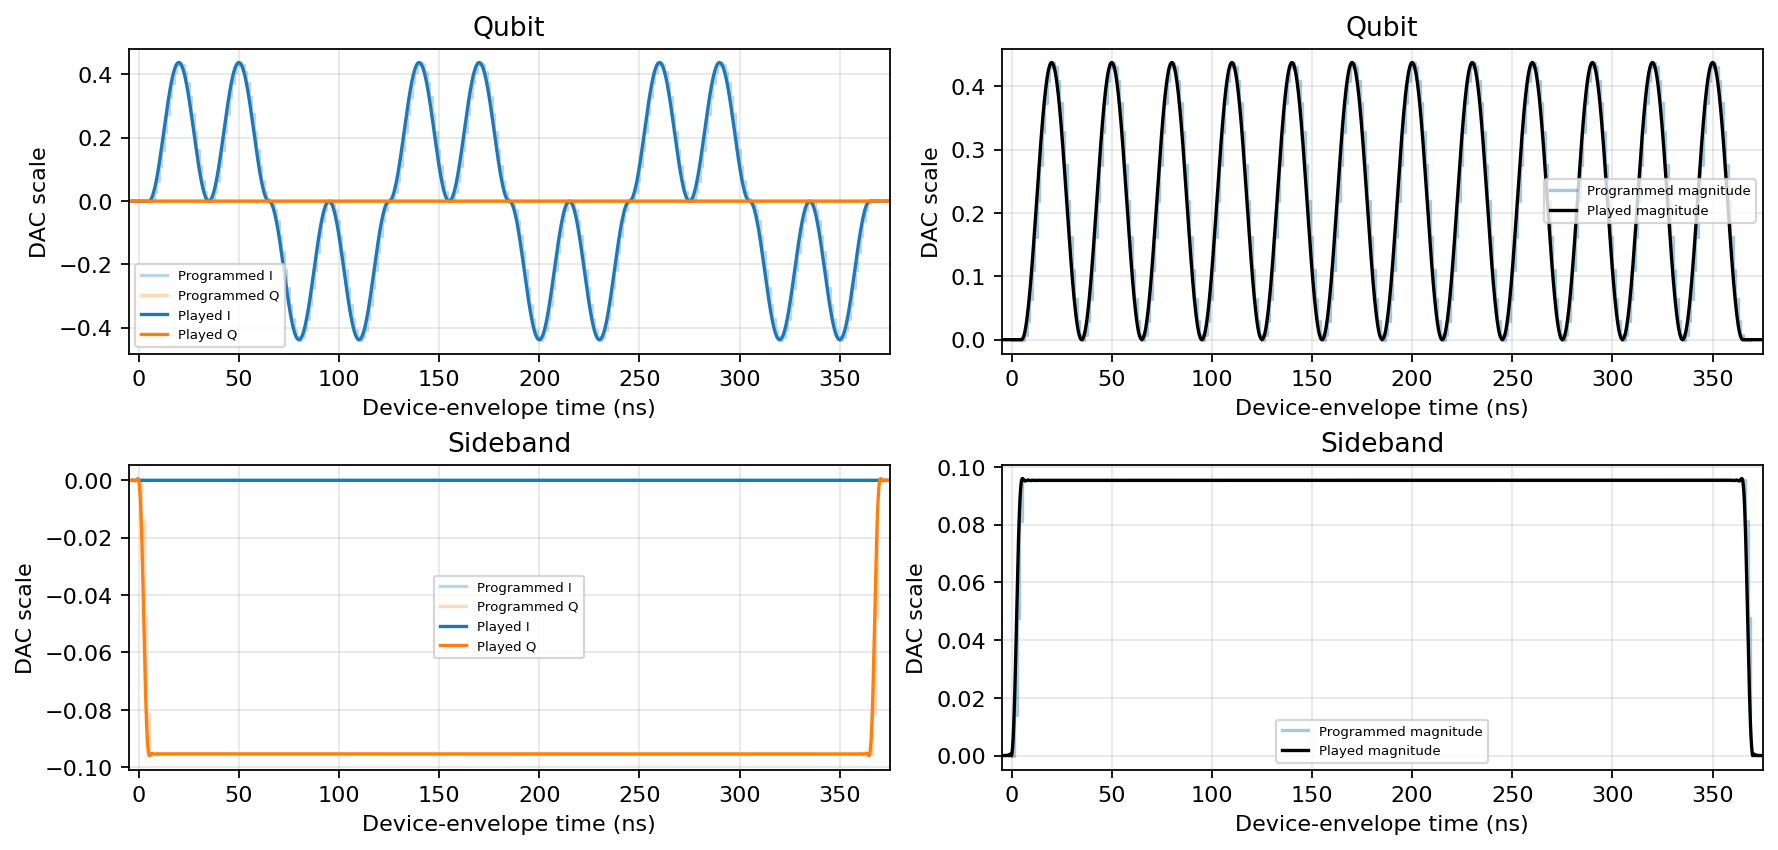 Qubit
0.4
0.2
0.0
−0.2
−0.4
DAC scale
Programmed I
Programmed Q
Played I
Played Q
0 50 100 150 200 250 300 350
Device-envelope time (ns)
Qubit
0.4
0.3
0.2
0.1
0.0
DAC scale
Programmed magnitude
Played magnitude
0 50 100 150 200 250 300 350
Device-envelope time (ns)
Sideband
0.00
−0.02
−0.04
−0.06
−0.08
−0.10
DAC scale
Programmed I
Programmed Q
Played I
Played Q
0 50 100 150 200 250 300 350
Device-envelope time (ns)
Sideband
0.10
0.08
0.06
0.04
0.02
0.00
DAC scale
Programmed magnitude
Played magnitude
0 50 100 150 200 250 300 350
Device-envelope time (ns)